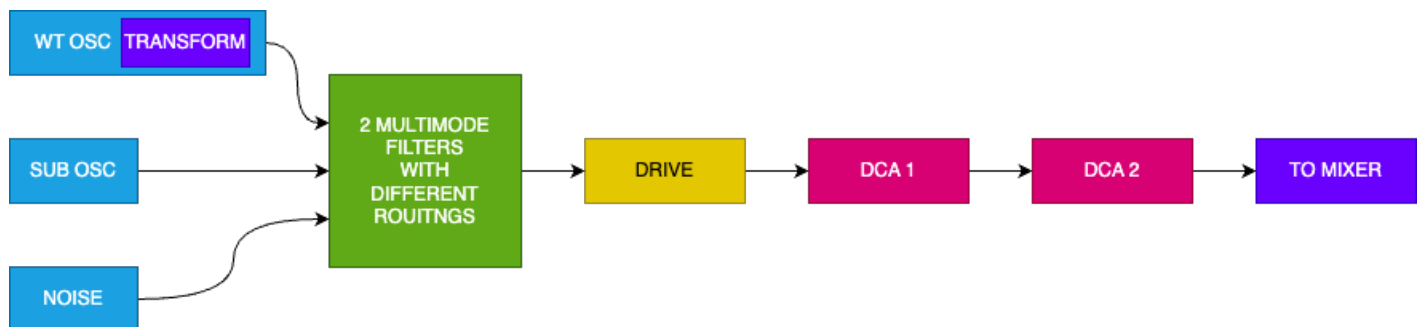 WT OSC TRANSFORM
SUB OSC
NOISE
2 MULTIMODE
FILTERS
WITH
DIFFERENT
ROUITNGS
DRIVE
DCA 1
DCA 2
TO MIXER